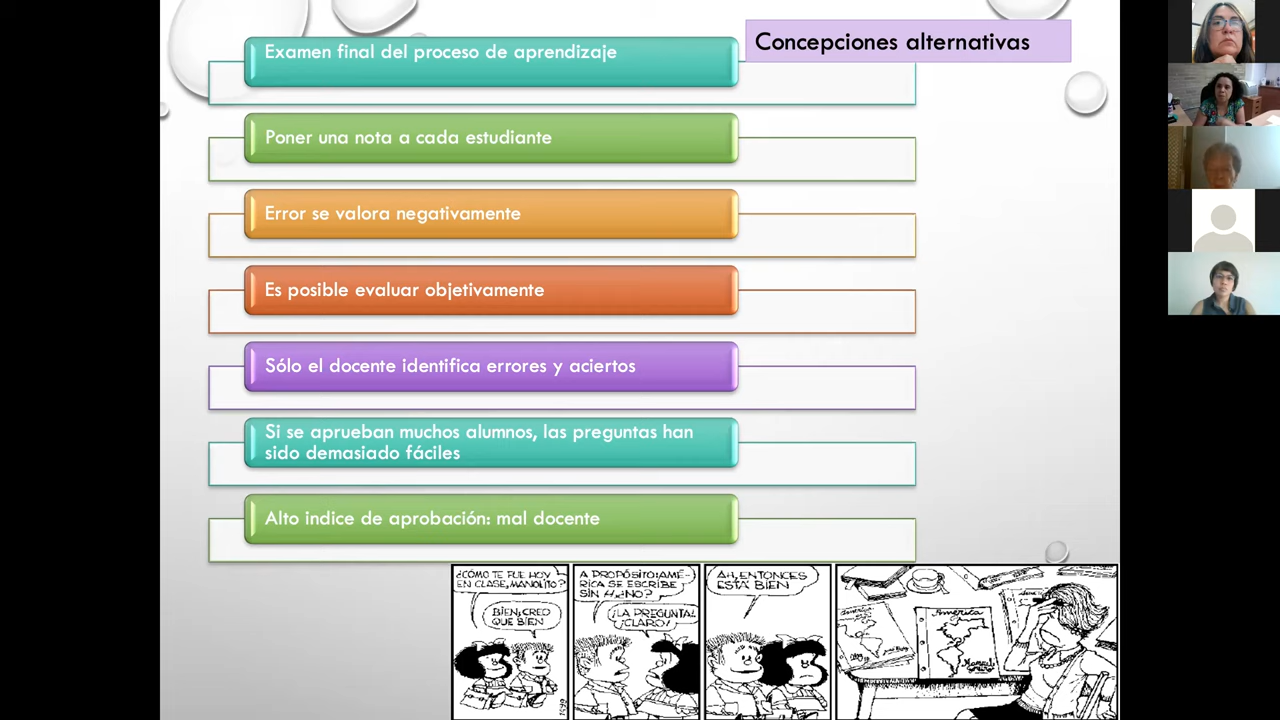 Concepciones alternativas
Examen final del proceso de aprendizaje
Poner una nota a cada estudiante
Error se valora negativamente
Es posible evaluar objetivamente
Sólo el docente identifica errores y aciertos
Si se aprueban muchos alumnos, las preguntas han
sido demasiado fáciles
Alto indice de aprobación: mal docente
¿CÓMO TE FUE HOY
EN CLASE, MANOLITO?
BIEN, CREO
QUE BIEN
A PROPÓSITO: ¿AMÉ-
RICA SE ESCRIBE
SIN
¡LA PREGUNTA!
¡CLARO!
AH, ENTONCES
ESTÁ BIEN
America